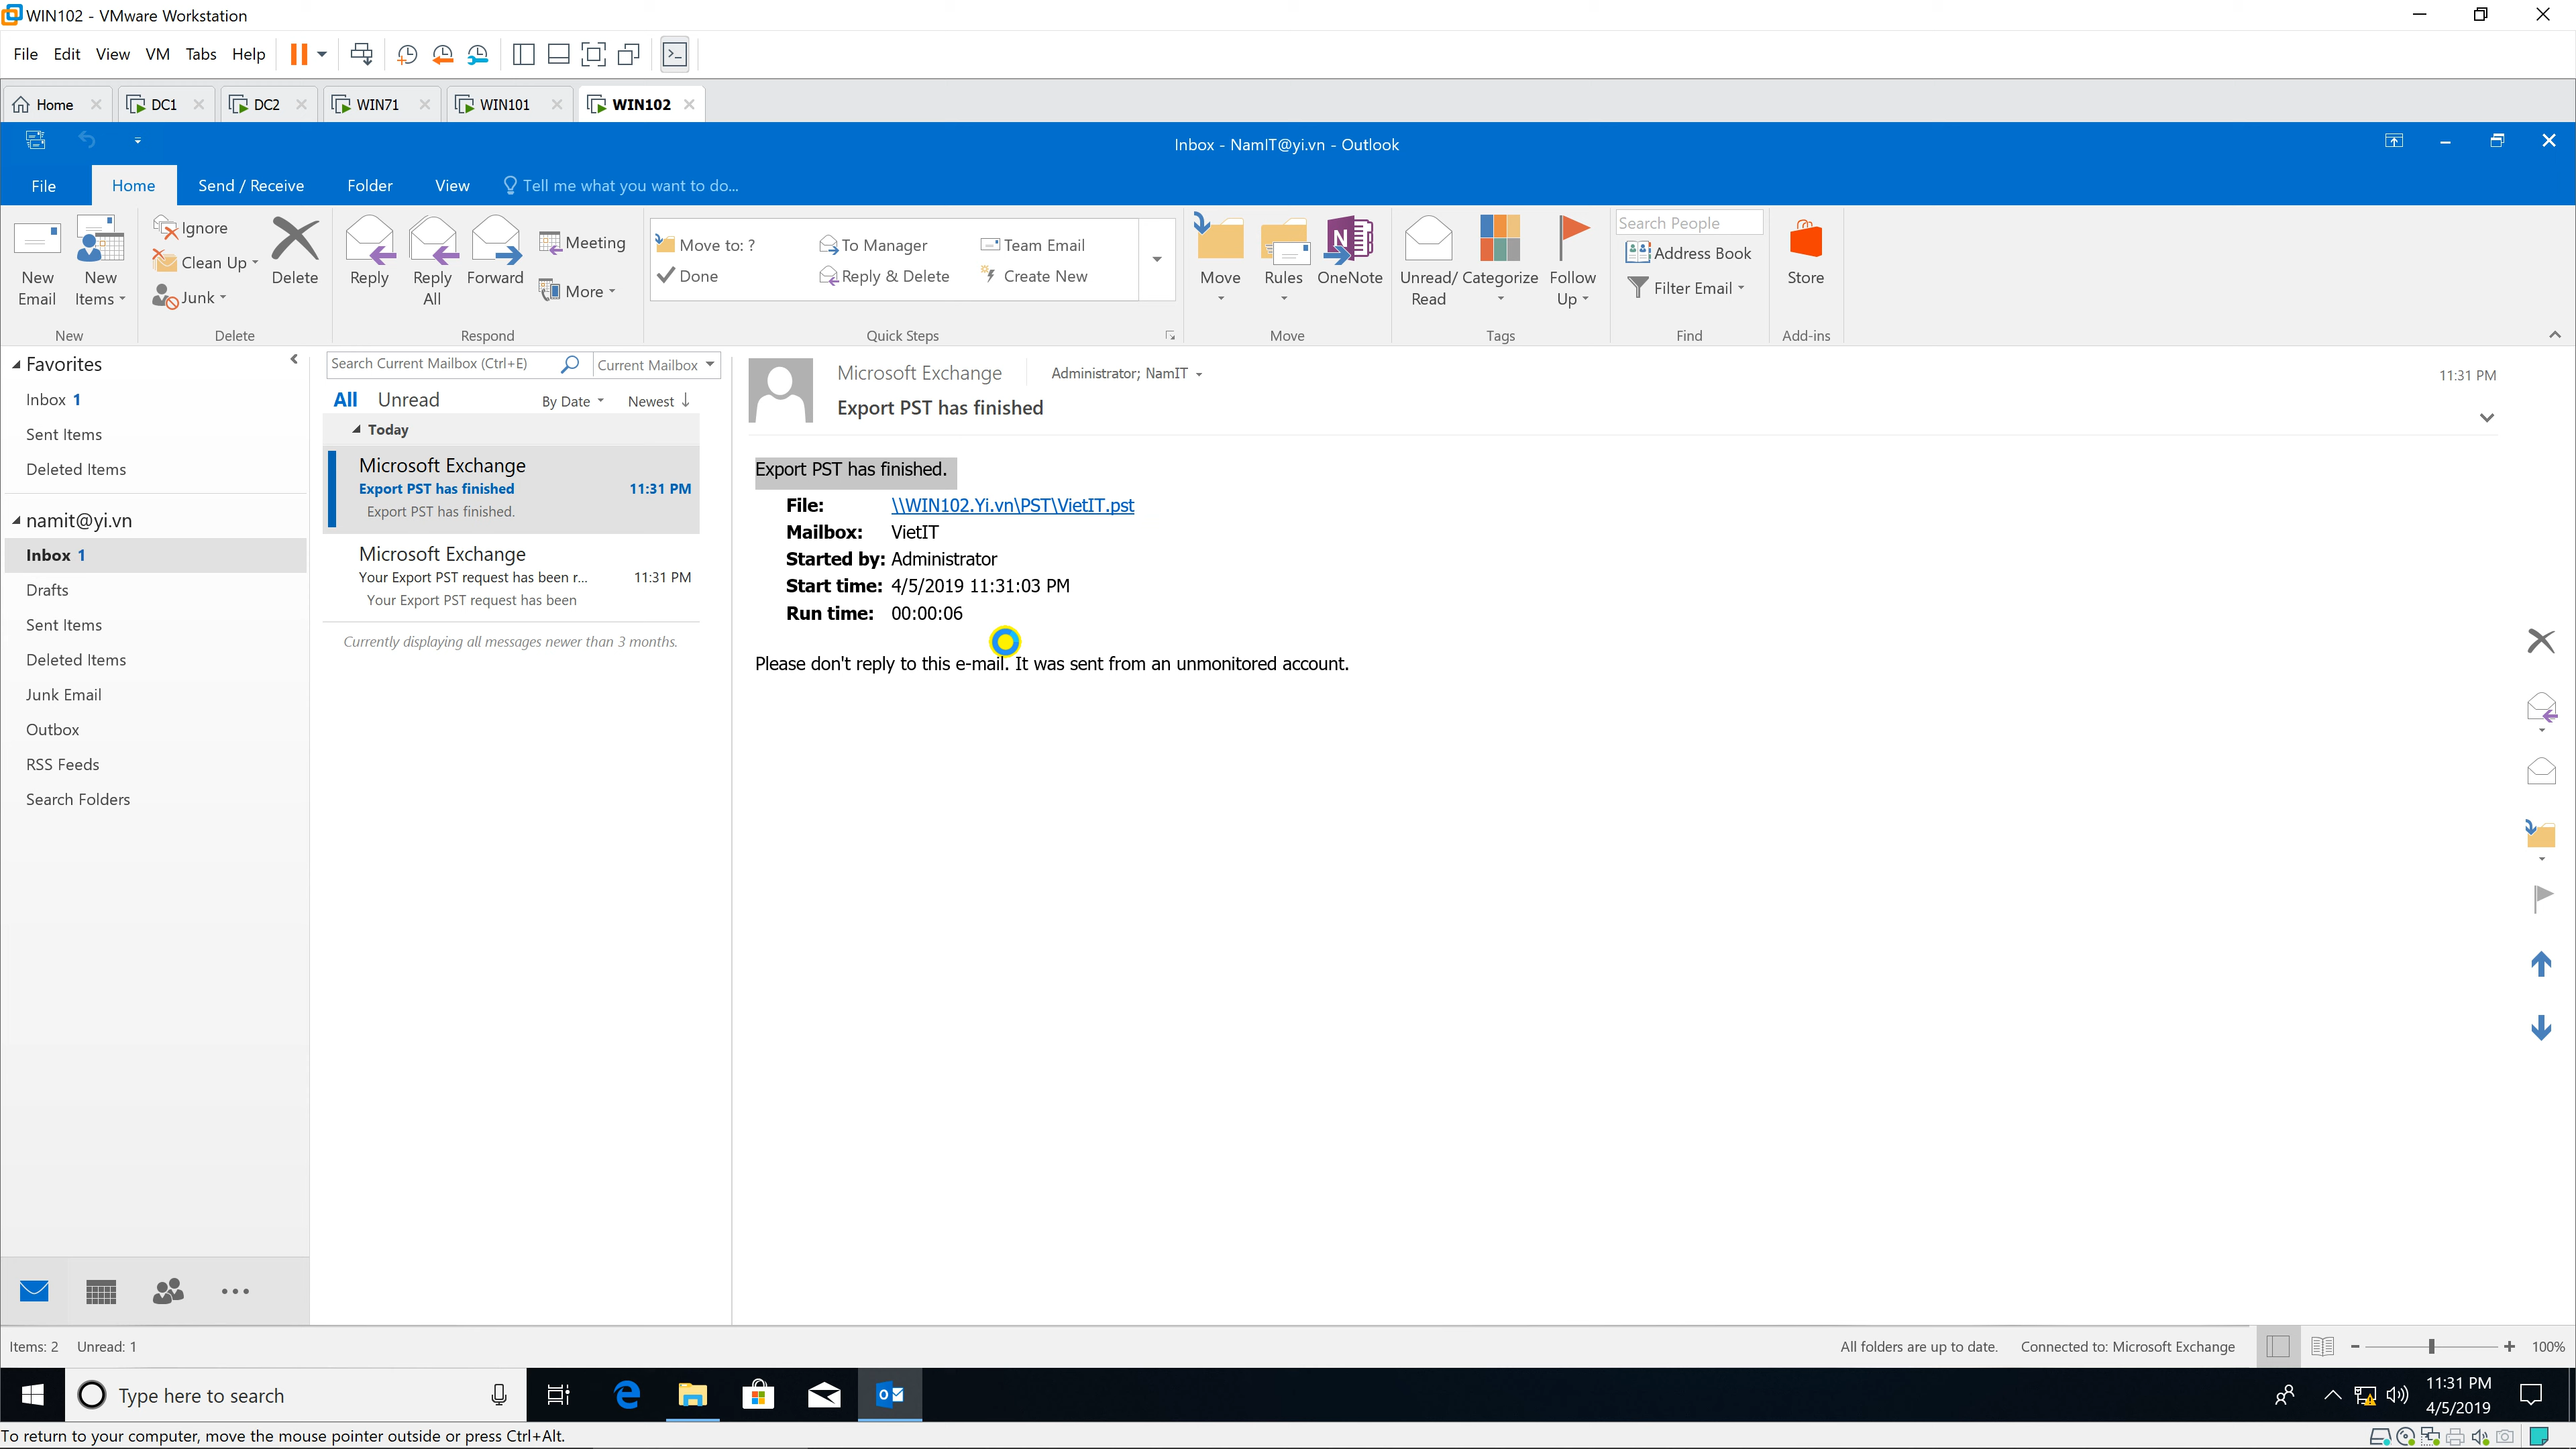 WIN102 - VMware Workstation
File Edit View VM Tabs Help
Home DC1 DC2 WIN71 WIN101 WIN102
Inbox - NamIT@yi.vn - Outlook
File Home Send / Receive Folder View Tell me what you want to do...
New Email
New Items
Ignore
Clean Up
Junk
Delete
Reply
Reply All
Forward
Meeting
More
Move to: ?
To Manager
Team Email
Done
Reply & Delete
Create New
Move
Rules
OneNote
Unread/ Read
Categorize
Follow Up
Search People
Address Book
Filter Email
Store
New Delete Respond Quick Steps Move Tags Find Add-ins
Favorites
Inbox 1
Sent Items
Deleted Items
namit@yi.vn
Inbox 1
Drafts
Sent Items
Deleted Items
Junk Email
Outbox
RSS Feeds
Search Folders
Search Current Mailbox (Ctrl+E) Current Mailbox
All Unread By Date Newest
Today
Microsoft Exchange
Export PST has finished 11:31 PM
Export PST has finished.
Microsoft Exchange
Your Export PST request has been r... 11:31 PM
Your Export PST request has been
Currently displaying all messages newer than 3 months.
Microsoft Exchange Administrator; NamIT 11:31 PM
Export PST has finished
Export PST has finished.
File: \\WIN102.Yi.vn\PST\VietIT.pst
Mailbox: VietIT
Started by: Administrator
Start time: 4/5/2019 11:31:03 PM
Run time: 00:00:06
Please don't reply to this e-mail. It was sent from an unmonitored account.
Items: 2 Unread: 1 All folders are up to date. Connected to: Microsoft Exchange 100%
Type here to search
11:31 PM
4/5/2019
To return to your computer, move the mouse pointer outside or press Ctrl+Alt.